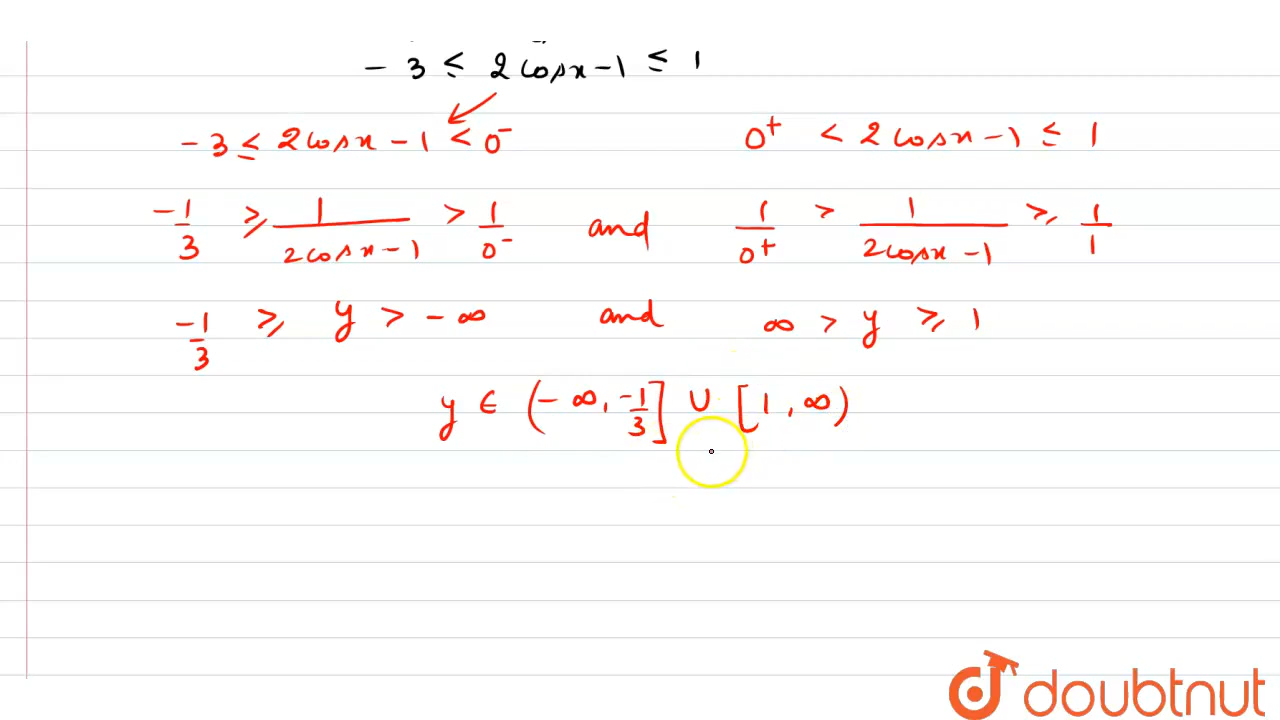 - 3 ≤ 2cosx-1 ≤ 1
-3 ≤ 2cosx - 1 < 0⁻ 0⁺ < 2cosx - 1 ≤ 1
-1/3 ≥ 1/(2cosx-1) > 1/0⁻ and 1/0⁺ > 1/(2cosx-1) ≥ 1/1
-1/3 ≥ y > -∞ and ∞ > y ≥ 1
y ∈ (-∞, -1/3] ∪ [1, ∞)
doubtnut